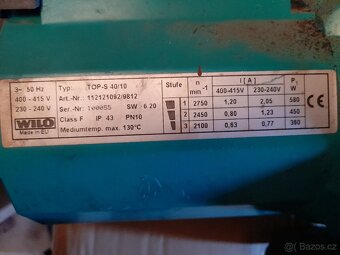 3~ 50 Hz
400 - 415 V
230 - 240 V
WILO
Made in EU
Typ: TOP-S 40/10
Art.-Nr.: 112121092/9812
Ser.-Nr.: 100055 SW 6.20
Class F IP 43 PN10
Mediumtemp. max. 130°C
Stufe n min-1 I [A] 400-415V 230-240V P1 W
1 2750 1,20 2,05 580
2 2450 0,80 1,23 450
3 2100 0,63 0,77 380
CE
Bazoš.cz